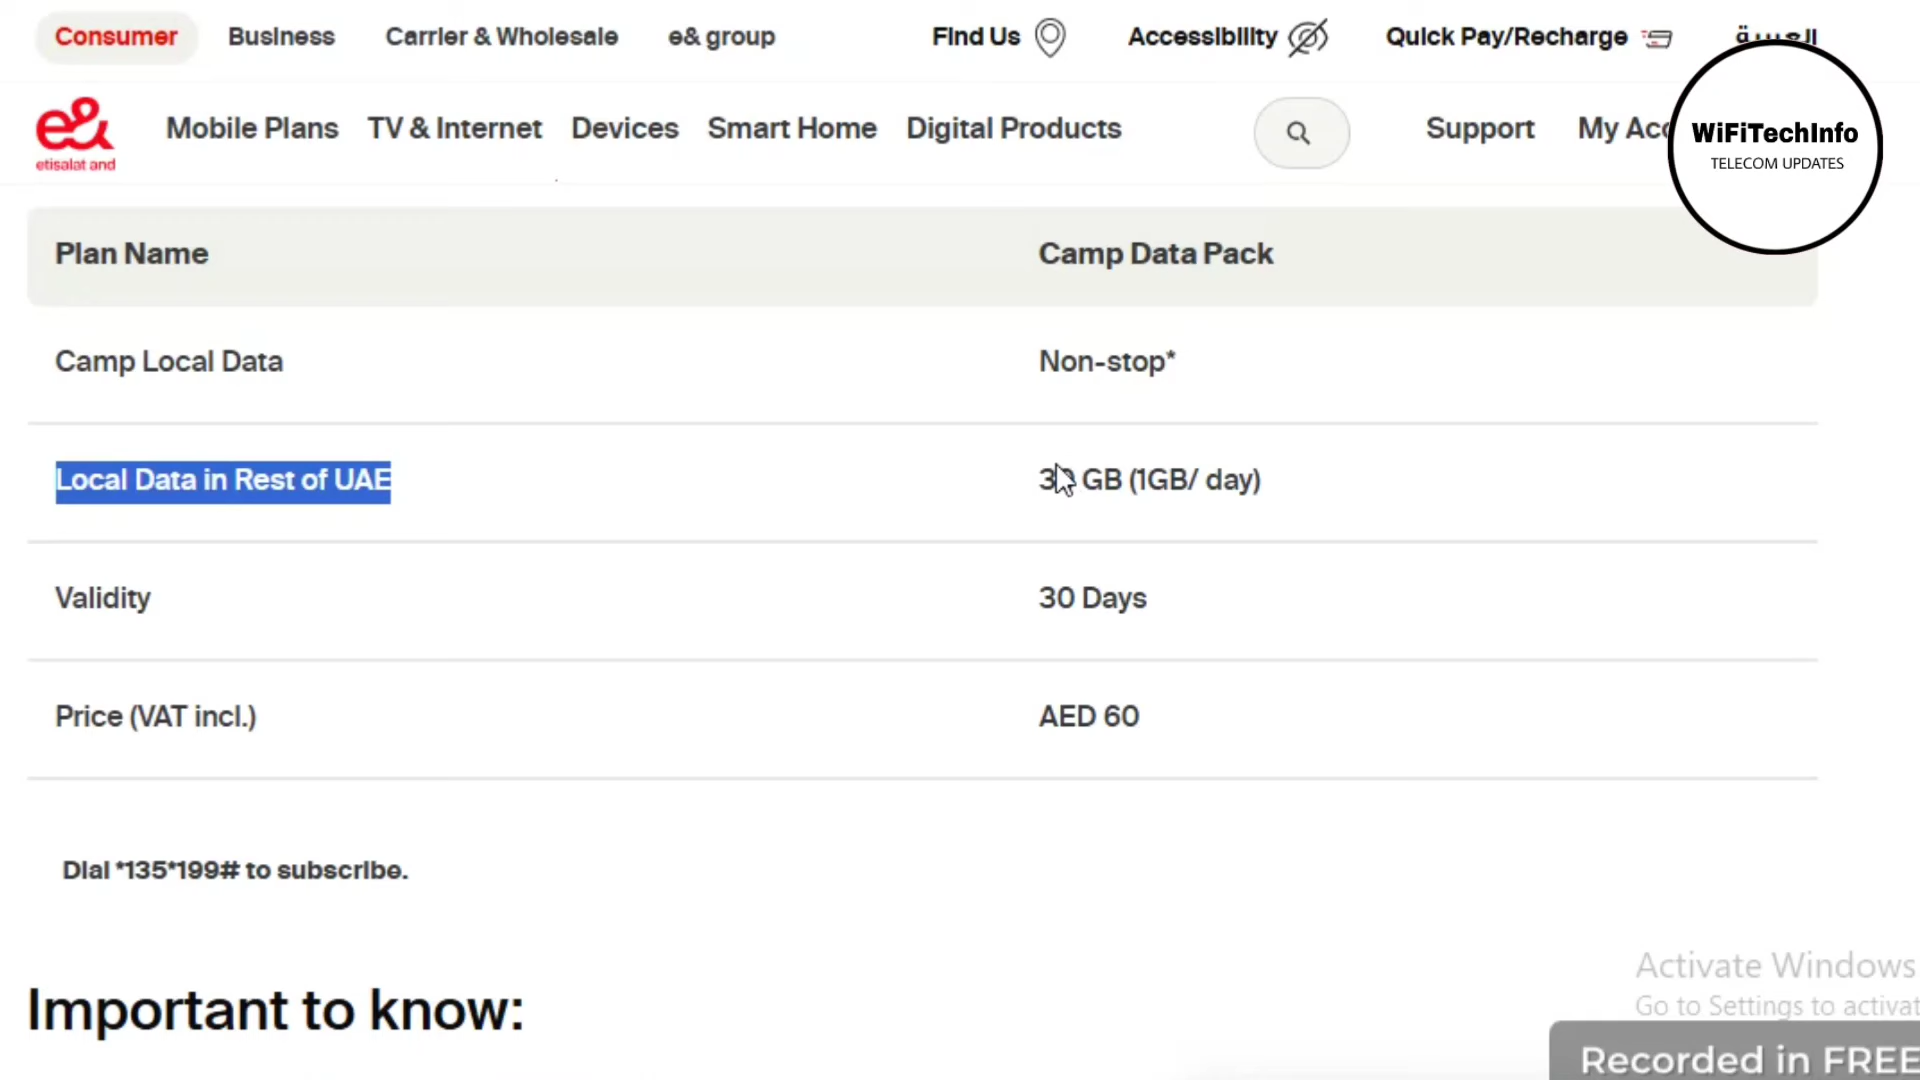 Consumer Business Carrier & Wholesale e& group Find Us Accessibility Quick Pay/Recharge
e& Mobile Plans TV & Internet Devices Smart Home Digital Products Support My Acc
etisalat and
WiFiTechInfo
TELECOM UPDATES
Plan Name Camp Data Pack
Camp Local Data Non-stop*
Local Data in Rest of UAE 30 GB (1GB/ day)
Validity 30 Days
Price (VAT incl.) AED 60
Dial *135*199# to subscribe.
Important to know:
Activate Windows
Go to Settings to activat
Recorded in FREE